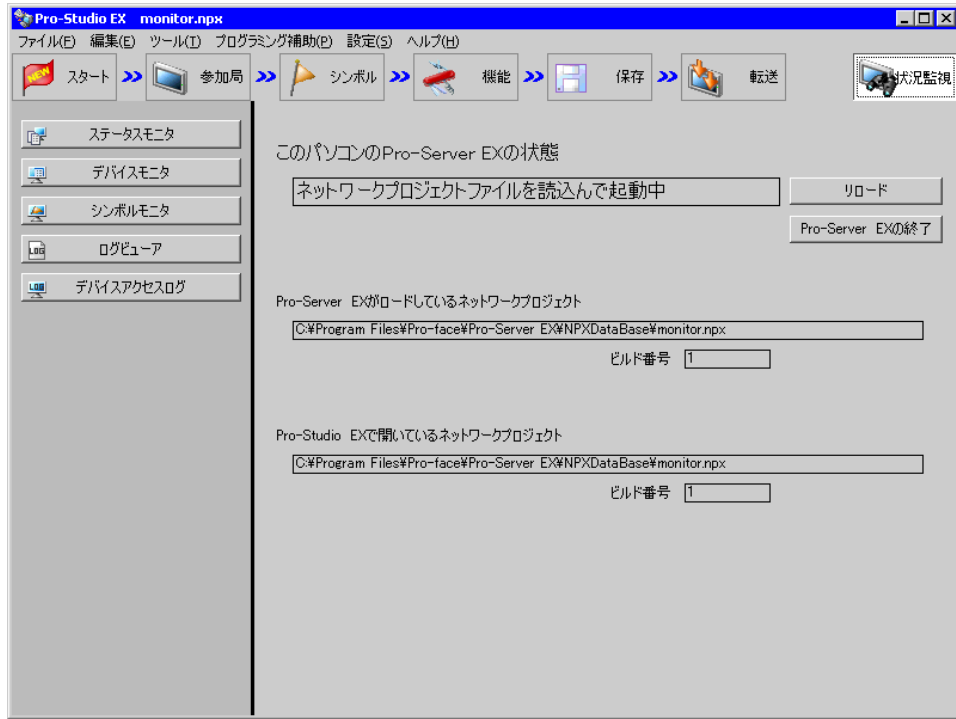 Pro-Studio EX monitor.npx
ファイル(F) 編集(E) ツール(T) プログラミング補助(P) 設定(S) ヘルプ(H)
NEW スタート 参加局 シンボル 機能 保存 転送 状況監視
ステータスモニタ
デバイスモニタ
シンボルモニタ
LOG ログビューア
LOG デバイスアクセスログ
このパソコンのPro-Server EXの状態
ネットワークプロジェクトファイルを読込んで起動中 リロード
Pro-Server EXの終了
Pro-Server EXがロードしているネットワークプロジェクト
C:¥Program Files¥Pro-face¥Pro-Server EX¥NPXDataBase¥monitor.npx
ビルド番号 1
Pro-Studio EXで開いているネットワークプロジェクト
C:¥Program Files¥Pro-face¥Pro-Server EX¥NPXDataBase¥monitor.npx
ビルド番号 1